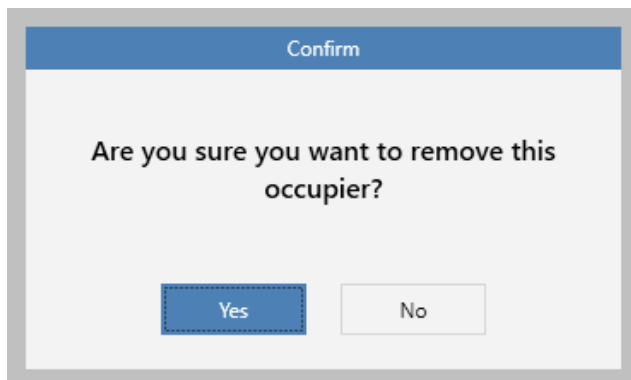 Confirm
Are you sure you want to remove this
occupier?
Yes
No